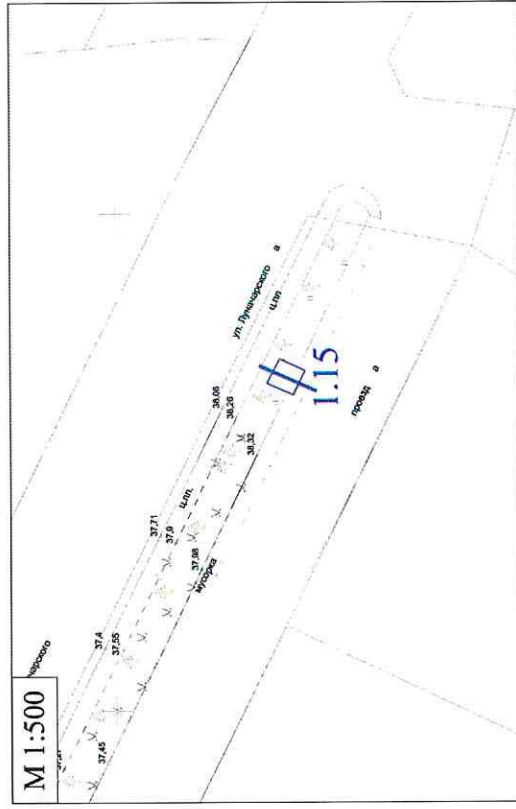 М 1:500
ул. Луначарского а
ц.пл.
38,06
38,26
38,32
1.15
проезд а
37,71
ц.пл.
37,9
37,98
мусорка
37,4
37,55
37,45